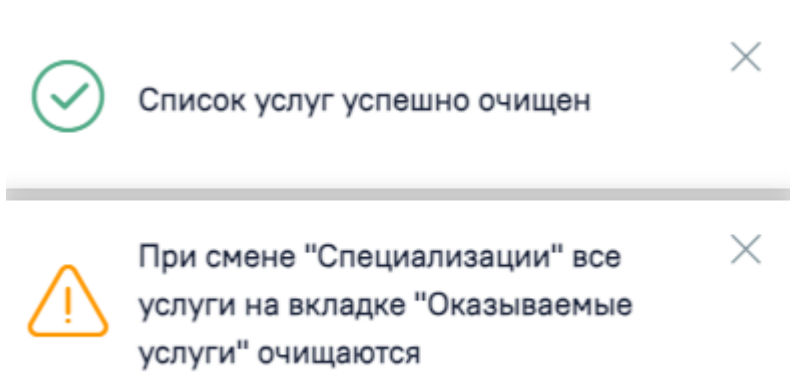 Список услуг успешно очищен
При смене "Специализации" все
услуги на вкладке "Оказываемые
услуги" очищаются